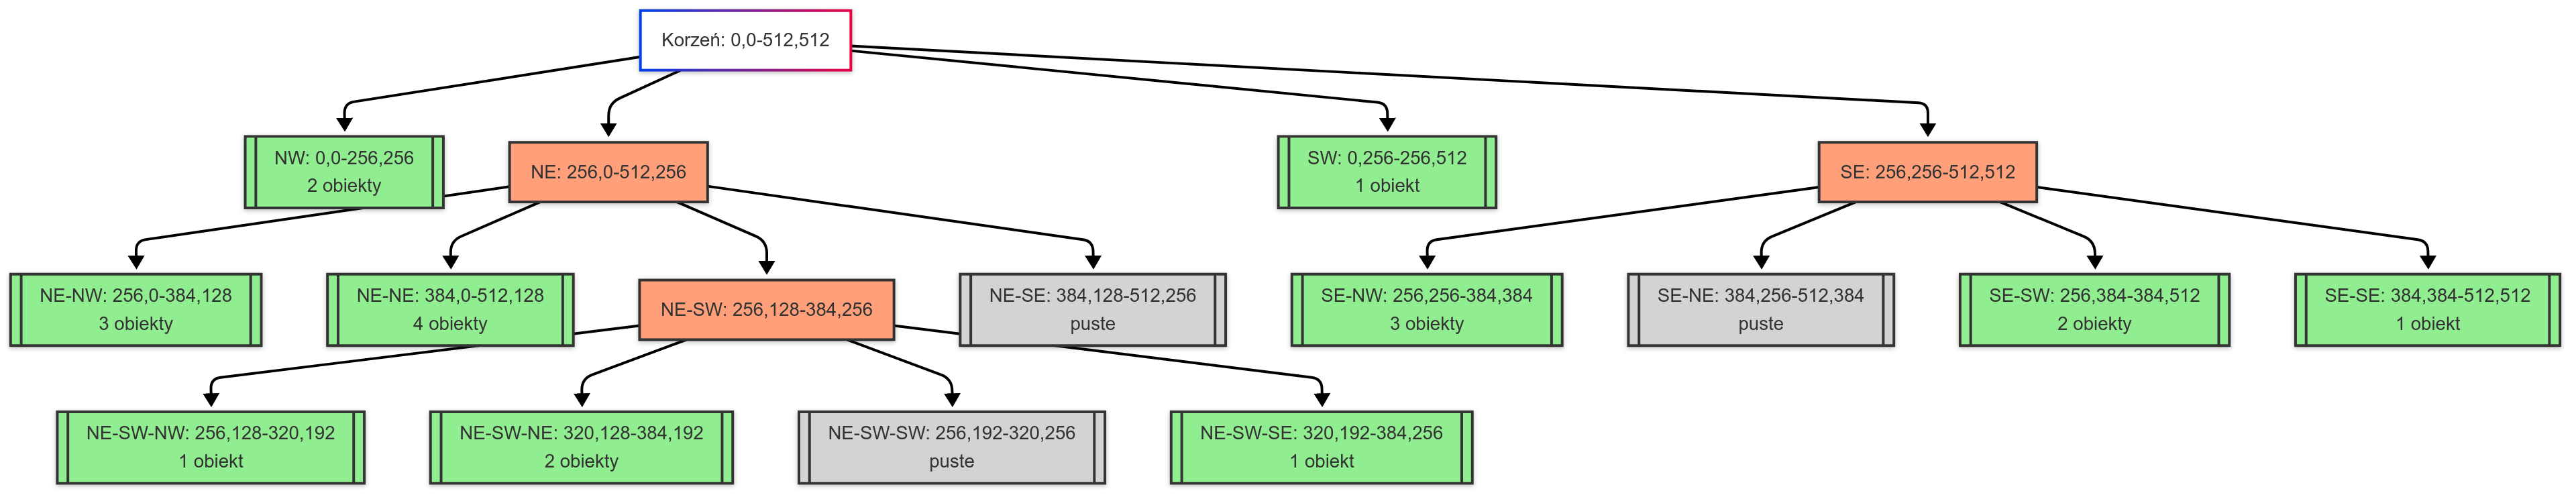 Korzeń: 0,0-512,512
NW: 0,0-256,256
2 obiekty
NE: 256,0-512,256
SW: 0,256-256,512
1 obiekt
SE: 256,256-512,512
NE-NW: 256,0-384,128
3 obiekty
NE-NE: 384,0-512,128
4 obiekty
NE-SW: 256,128-384,256
NE-SE: 384,128-512,256
puste
SE-NW: 256,256-384,384
3 obiekty
SE-NE: 384,256-512,384
puste
SE-SW: 256,384-384,512
2 obiekty
SE-SE: 384,384-512,512
1 obiekt
NE-SW-NW: 256,128-320,192
1 obiekt
NE-SW-NE: 320,128-384,192
2 obiekty
NE-SW-SW: 256,192-320,256
puste
NE-SW-SE: 320,192-384,256
1 obiekt